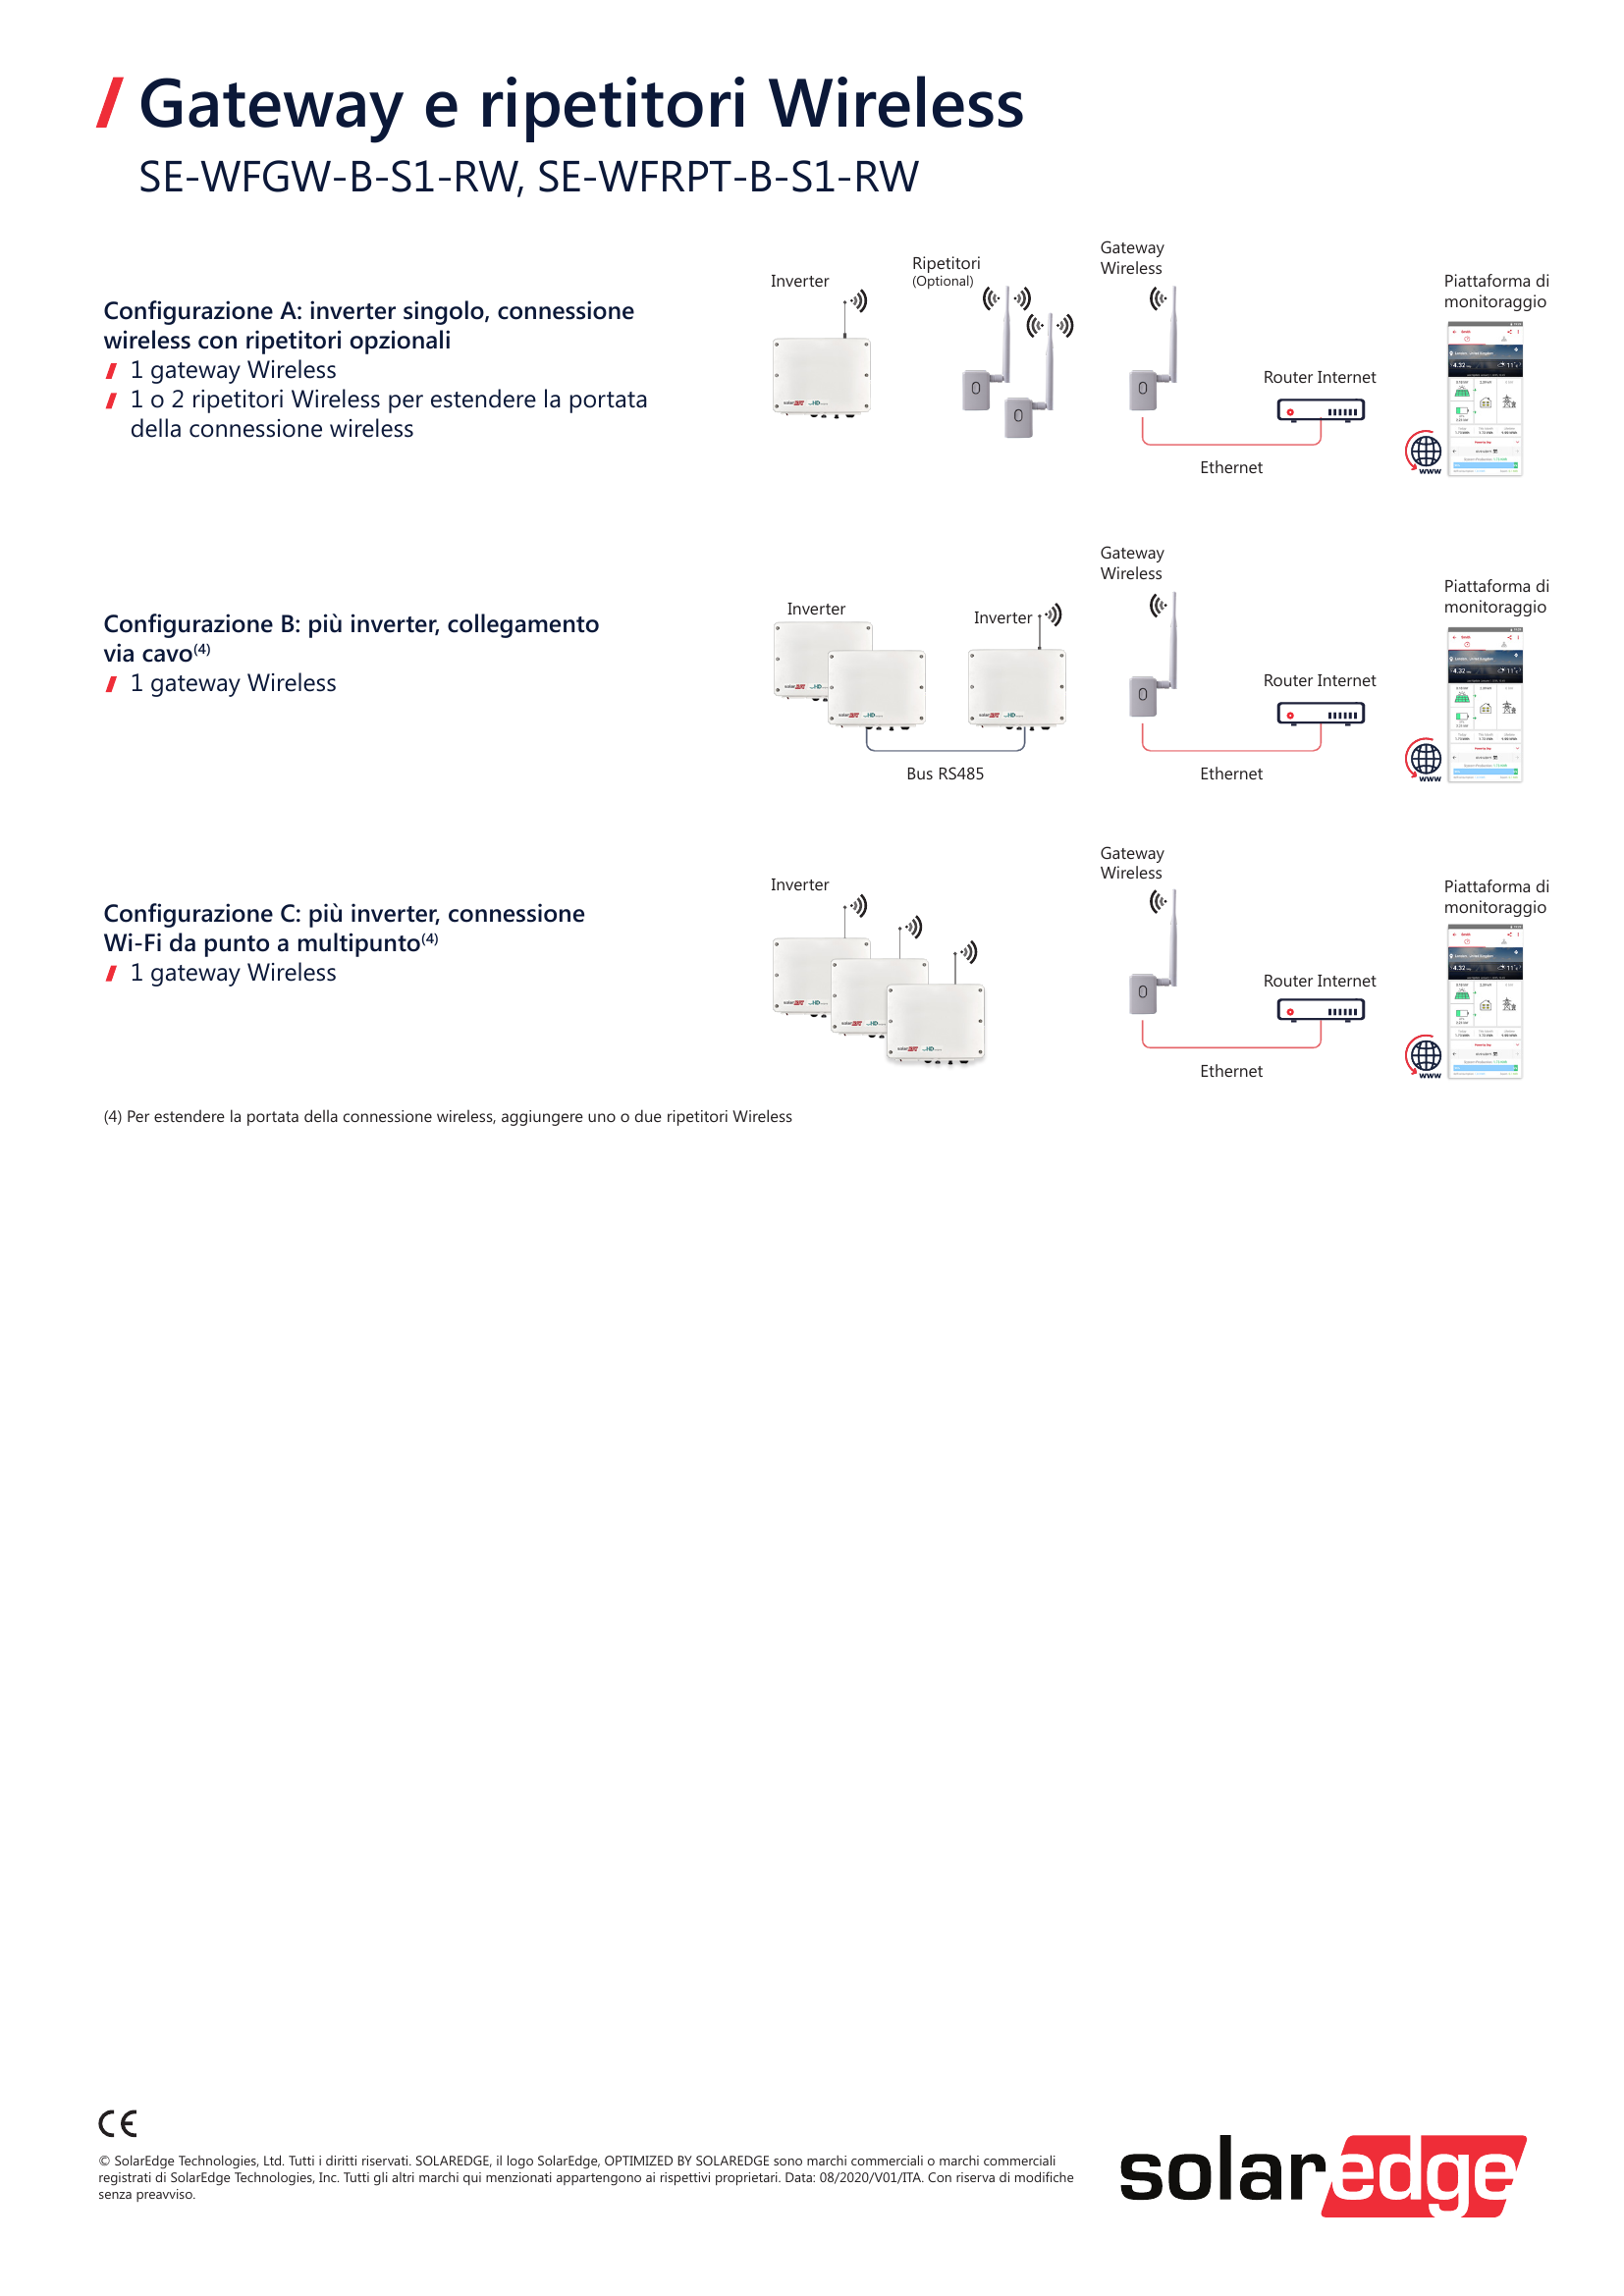 Gateway e ripetitori Wireless
SE-WFGW-B-S1-RW, SE-WFRPT-B-S1-RW
Configurazione A: inverter singolo, connessione
wireless con ripetitori opzionali
1 gateway Wireless
1 o 2 ripetitori Wireless per estendere la portata
della connessione wireless
Inverter
Ripetitori
(Optional)
Gateway
Wireless
Router Internet
Ethernet
Piattaforma di
monitoraggio
www
Configurazione B: più inverter, collegamento
via cavo(4)
1 gateway Wireless
Inverter
Inverter
Bus RS485
Gateway
Wireless
Router Internet
Ethernet
Piattaforma di
monitoraggio
www
Configurazione C: più inverter, connessione
Wi-Fi da punto a multipunto(4)
1 gateway Wireless
Inverter
Gateway
Wireless
Router Internet
Ethernet
Piattaforma di
monitoraggio
www
(4) Per estendere la portata della connessione wireless, aggiungere uno o due ripetitori Wireless
CE
© SolarEdge Technologies, Ltd. Tutti i diritti riservati. SOLAREDGE, il logo SolarEdge, OPTIMIZED BY SOLAREDGE sono marchi commerciali o marchi commerciali
registrati di SolarEdge Technologies, Inc. Tutti gli altri marchi qui menzionati appartengono ai rispettivi proprietari. Data: 08/2020/V01/ITA. Con riserva di modifiche
senza preavviso.
solaredge